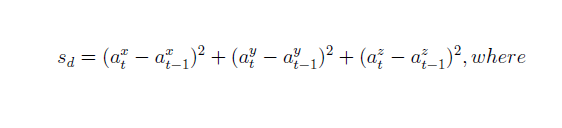 $s_d = (a_t^x - a_{t-1}^x)^2 + (a_t^y - a_{t-1}^y)^2 + (a_t^z - a_{t-1}^z)^2, where$